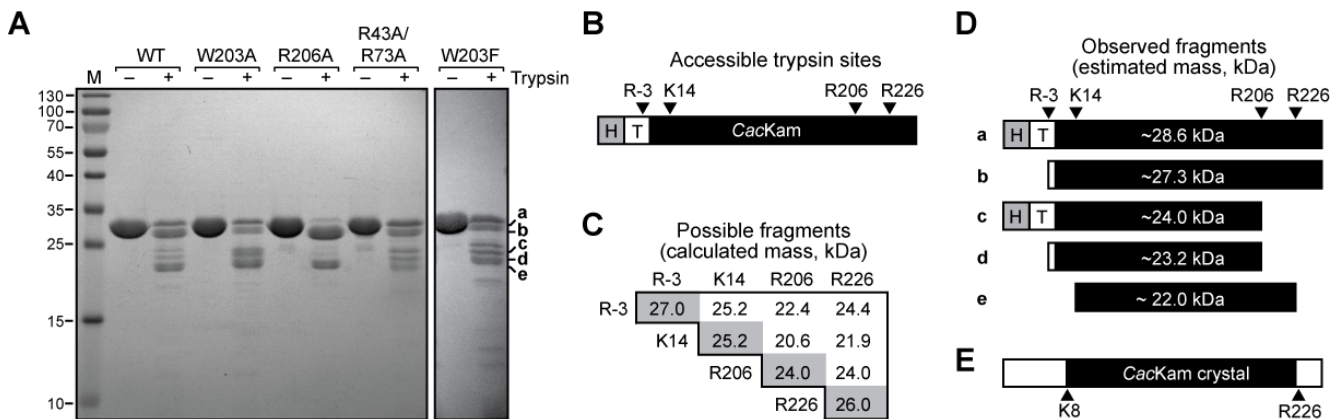 A
WT W203A R206A R43A/ R73A W203F
M – + – + – + – + – + Trypsin
130
100
70
55
40
35
25
15
10
a
b
c
d
e
B
Accessible trypsin sites
R-3 K14 R206 R226
H T CacKam
C
Possible fragments
(calculated mass, kDa)
R-3 K14 R206 R226
R-3 27.0 25.2 22.4 24.4
K14 25.2 20.6 21.9
R206 24.0 24.0
R226 26.0
D
Observed fragments
(estimated mass, kDa)
R-3 K14 R206 R226
a H T ~28.6 kDa
b ~27.3 kDa
c H T ~24.0 kDa
d ~23.2 kDa
e ~ 22.0 kDa
E
CacKam crystal
K8 R226